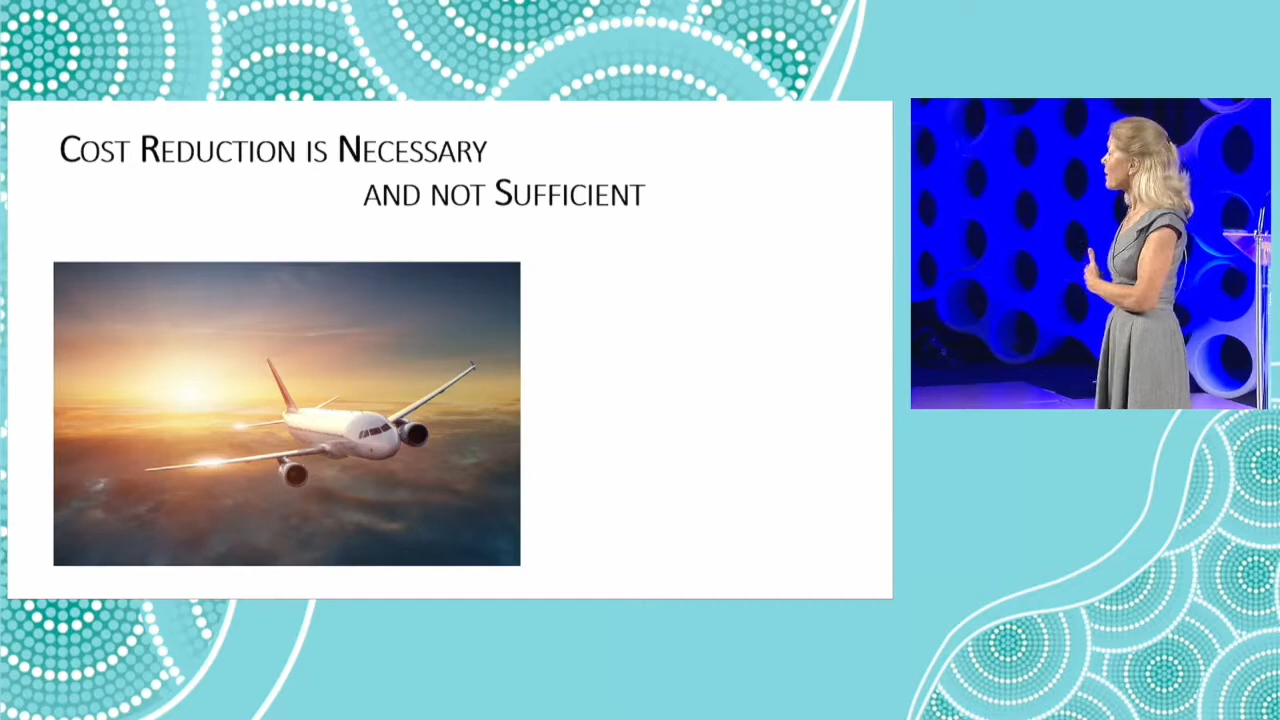 Cost Reduction is Necessary
and not Sufficient